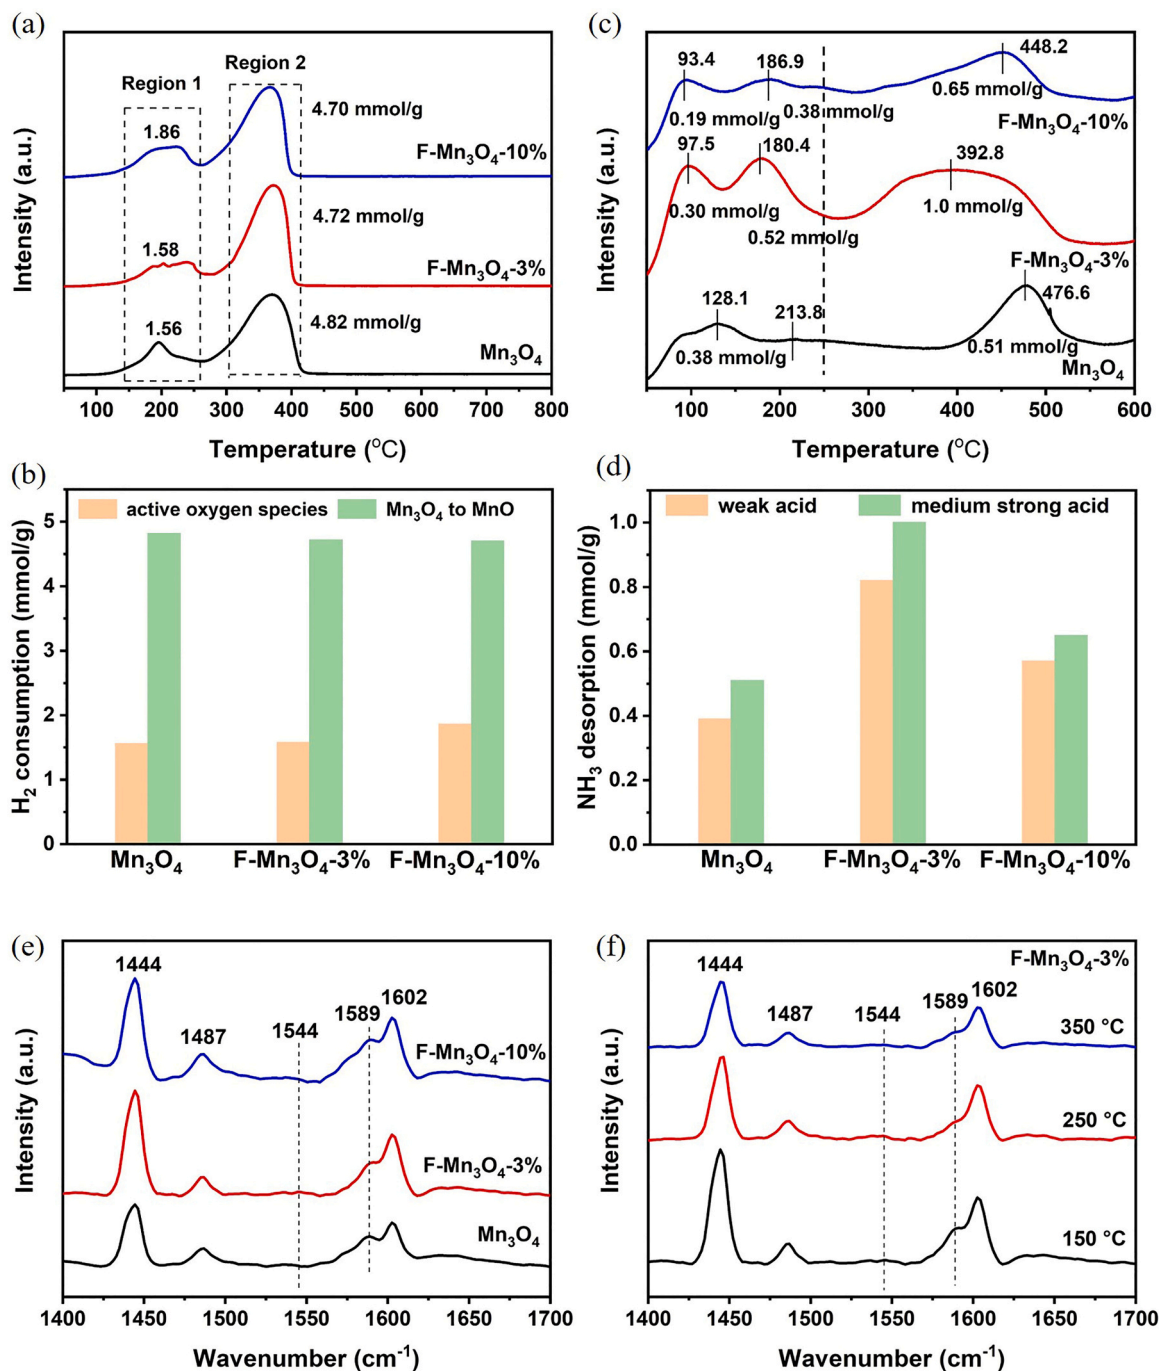 (a)
Intensity (a.u.)
Region 1
Region 2
1.86
4.70 mmol/g
F-Mn₃O₄-10%
1.58
4.72 mmol/g
F-Mn₃O₄-3%
1.56
4.82 mmol/g
Mn₃O₄
100 200 300 400 500 600 700 800
Temperature (°C)
(c)
Intensity (a.u.)
93.4 186.9 448.2
0.19 mmol/g 0.38 mmol/g 0.65 mmol/g
F-Mn₃O₄-10%
97.5 180.4 392.8
0.30 mmol/g 0.52 mmol/g 1.0 mmol/g
F-Mn₃O₄-3%
128.1 213.8 476.6
0.38 mmol/g 0.51 mmol/g
Mn₃O₄
100 200 300 400 500 600
Temperature (°C)
(b)
H₂ consumption (mmol/g)
active oxygen species Mn₃O₄ to MnO
5
4
3
2
1
0
Mn₃O₄ F-Mn₃O₄-3% F-Mn₃O₄-10%
(d)
NH₃ desorption (mmol/g)
weak acid medium strong acid
1.0
0.8
0.6
0.4
0.2
0.0
Mn₃O₄ F-Mn₃O₄-3% F-Mn₃O₄-10%
(e)
Intensity (a.u.)
1444 1487 1544 1589 1602
F-Mn₃O₄-10%
F-Mn₃O₄-3%
Mn₃O₄
1400 1450 1500 1550 1600 1650 1700
Wavenumber (cm⁻¹)
(f)
Intensity (a.u.)
F-Mn₃O₄-3%
1444 1487 1544 1589 1602
350 °C
250 °C
150 °C
1400 1450 1500 1550 1600 1650 1700
Wavenumber (cm⁻¹)